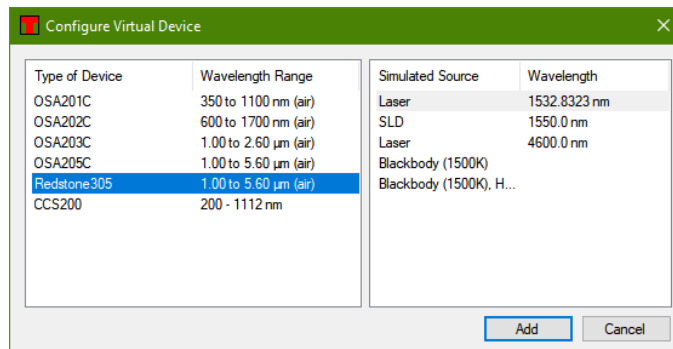 Configure Virtual Device
Type of Device Wavelength Range
OSA201C 350 to 1100 nm (air)
OSA202C 600 to 1700 nm (air)
OSA203C 1.00 to 2.60 µm (air)
OSA205C 1.00 to 5.60 µm (air)
Redstone305 1.00 to 5.60 µm (air)
CCS200 200 - 1112 nm
Simulated Source Wavelength
Laser 1532.8323 nm
SLD 1550.0 nm
Laser 4600.0 nm
Blackbody (1500K)
Blackbody (1500K), H...
Add Cancel